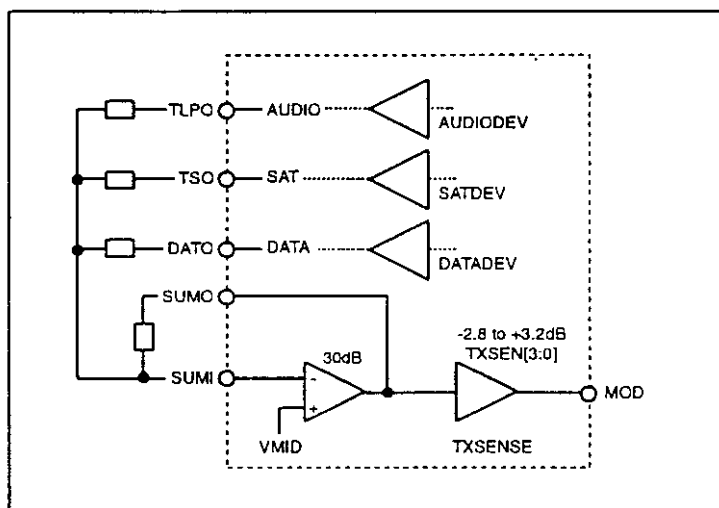 TLPO AUDIO
AUDIODEV
TSO SAT
SATDEV
DATO DATA
DATADEV
SUMO
-2.8 to +3.2dB
30dB TXSEN[3:0]
SUMI -
+ MOD
VMID TXSENSE